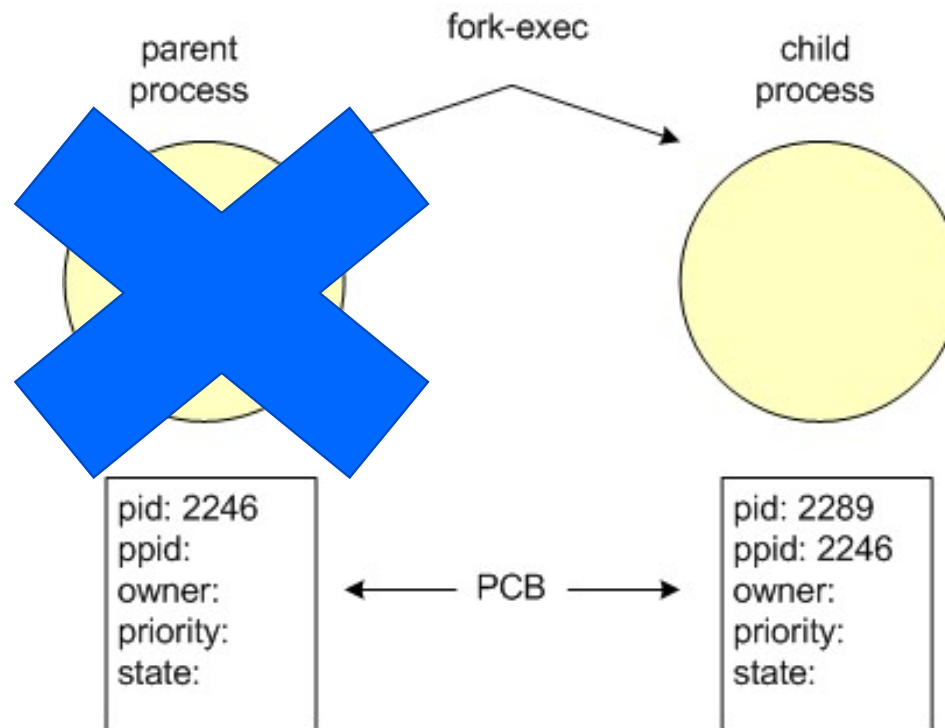 fork-exec
parent
process
child
process
pid: 2246
ppid:
owner:
priority:
state:
PCB
pid: 2289
ppid: 2246
owner:
priority:
state: